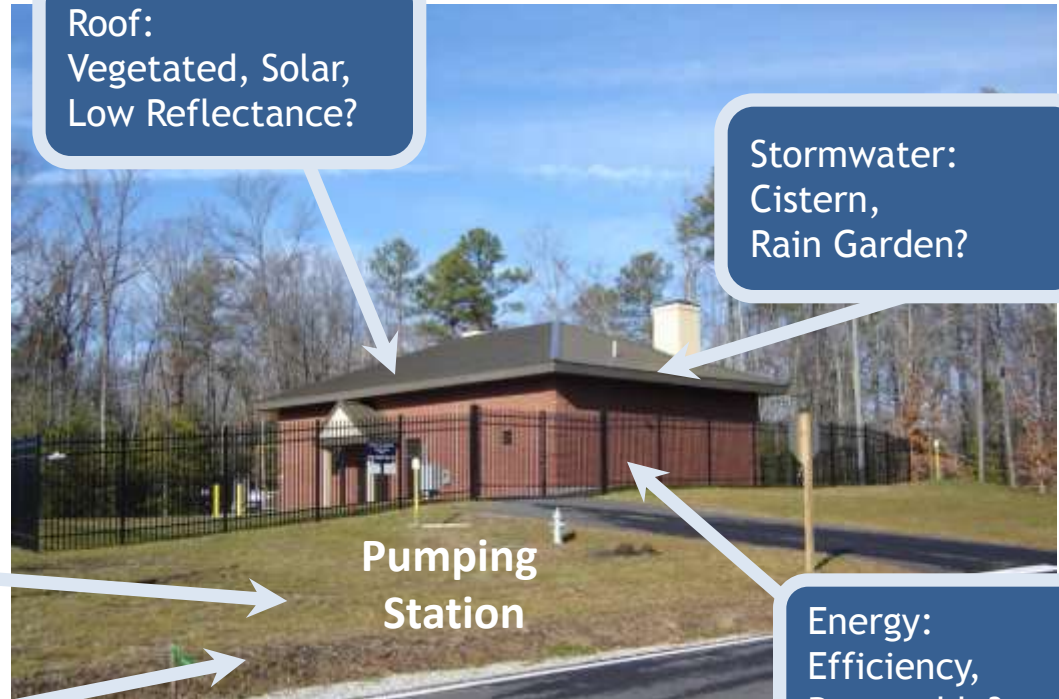 Roof:
Vegetated, Solar,
Low Reflectance?
Stormwater:
Cistern,
Rain Garden?
Pumping
Station
Energy:
Efficiency,